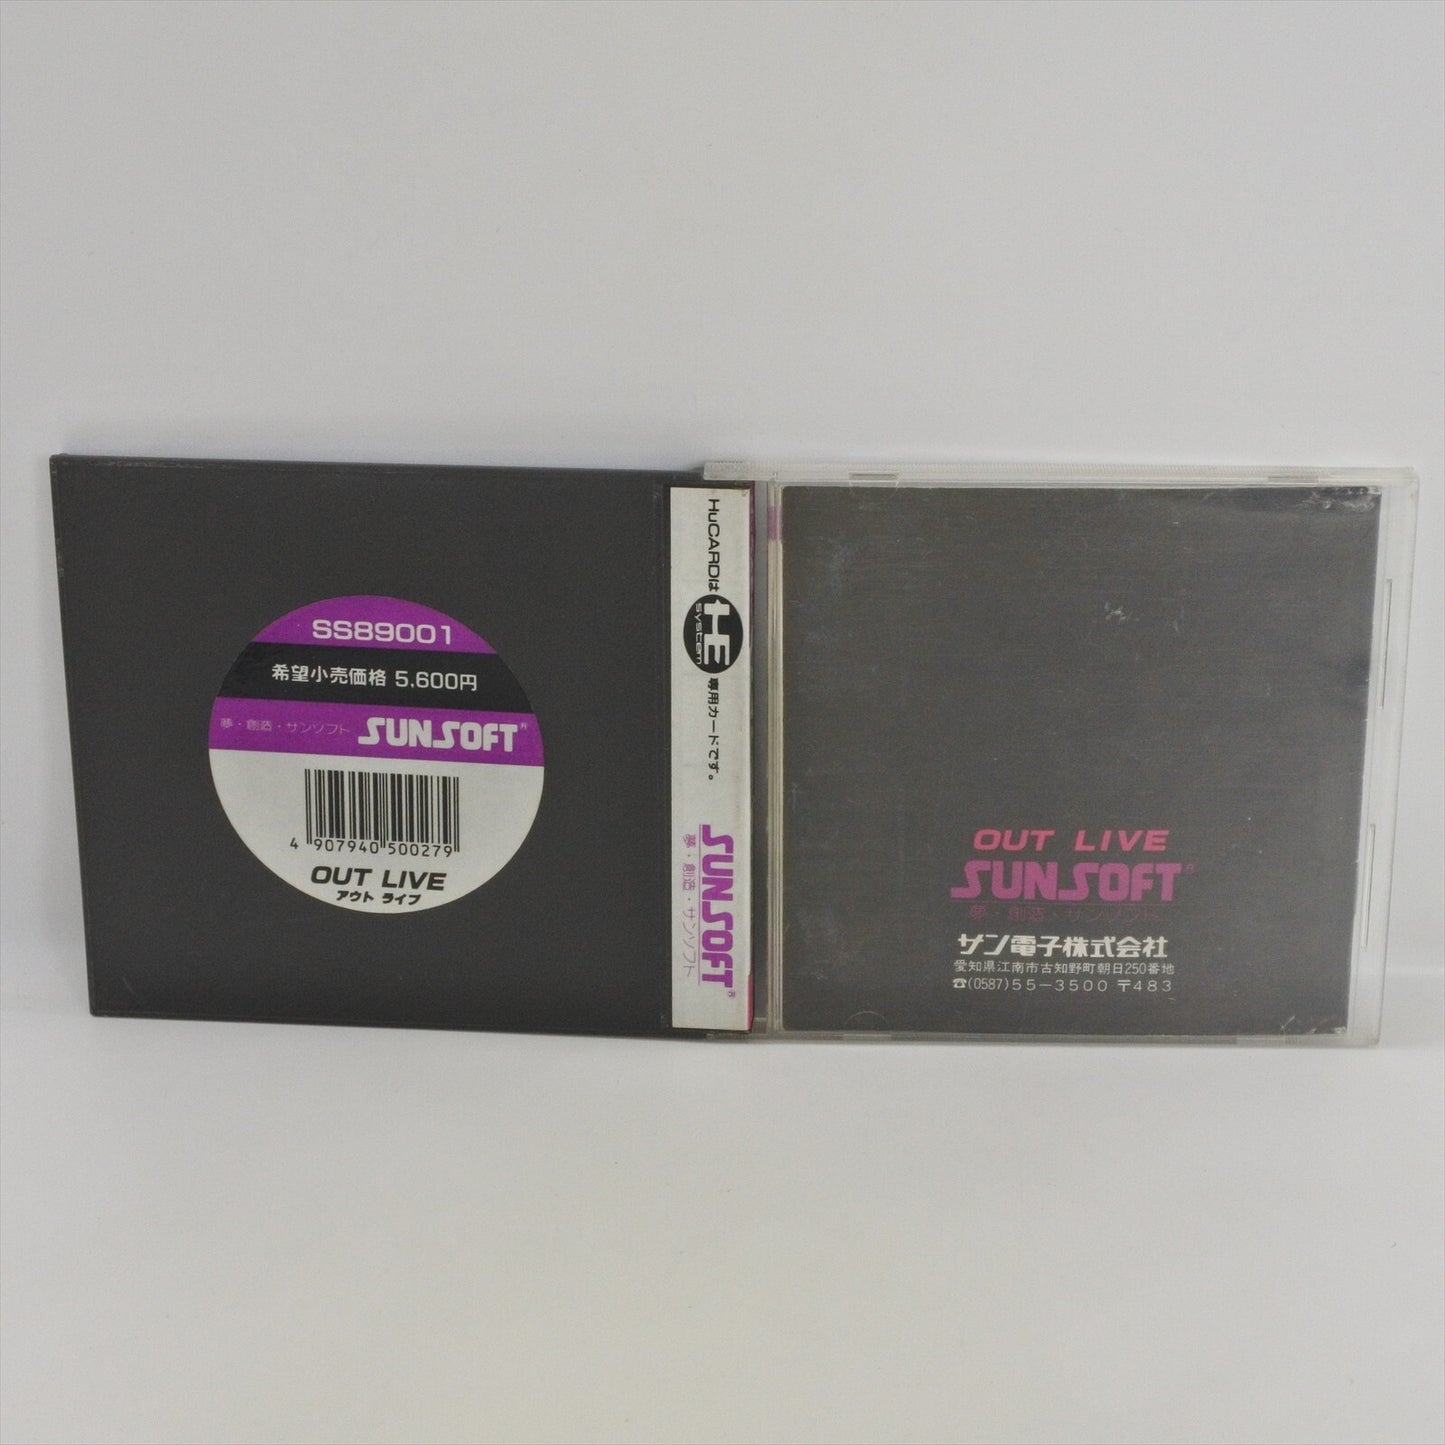 SS89001
希望小売価格 5,600円
夢・創造・サンソフト SUNSOFT®
4 907940 500279
OUT LIVE
アウト ライブ
HuCARDは HE system 専用カードです。
SUNSOFT®
夢・創造・サンソフト
OUT LIVE
SUNSOFT®
夢・創造・サンソフト
サン電子株式会社
愛知県江南市古知野町朝日250番地
☎(0587)55-3500 〒483